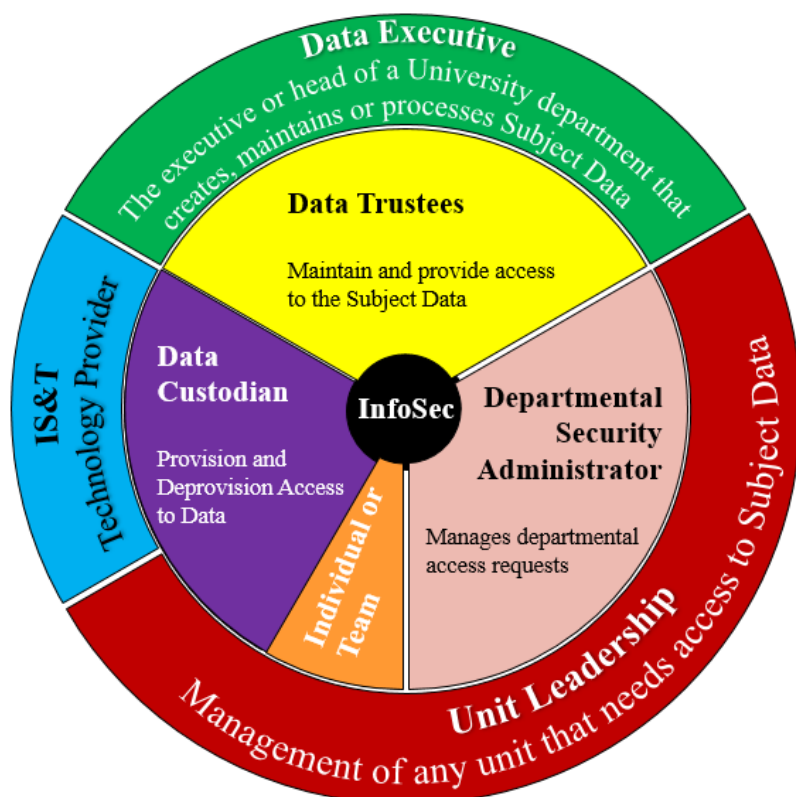 Data Executive
The executive or head of a University department that
creates, maintains or processes Subject Data
Data Trustees
Maintain and provide access
to the Subject Data
IS&T
Technology Provider
Data
Custodian
Provision and
Deprovision Access
to Data
InfoSec
Departmental
Security
Administrator
Manages departmental
access requests
Individual or
Team
Unit Leadership
Management of any unit that needs access to Subject Data